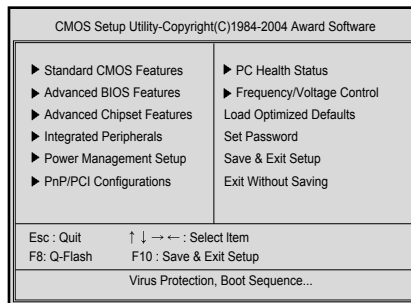 CMOS Setup Utility-Copyright(C)1984-2004 Award Software
▶ Standard CMOS Features
▶ Advanced BIOS Features
▶ Advanced Chipset Features
▶ Integrated Peripherals
▶ Power Management Setup
▶ PnP/PCI Configurations
▶ PC Health Status
▶ Frequency/Voltage Control
Load Optimized Defaults
Set Password
Save & Exit Setup
Exit Without Saving
Esc : Quit ↑ ↓ → ← : Select Item
F8: Q-Flash F10 : Save & Exit Setup
Virus Protection, Boot Sequence...